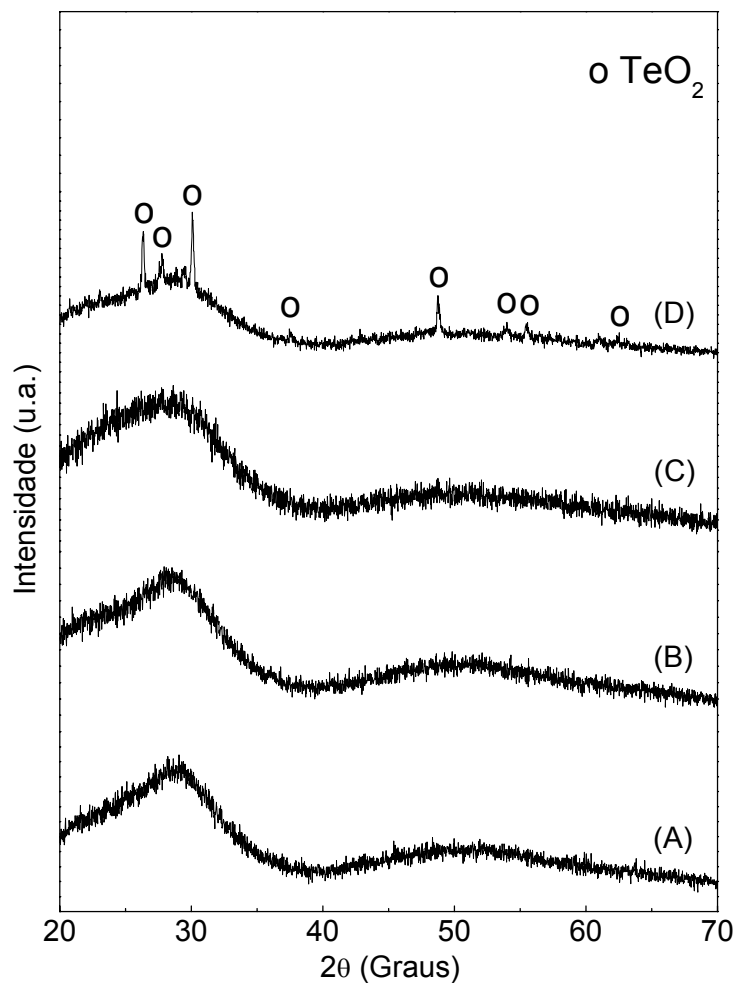 o TeO₂
o
o
o
o
o
o
o
o
(D)
(C)
(B)
(A)
Intensidade (u.a.)
20 30 40 50 60 70
2θ (Graus)